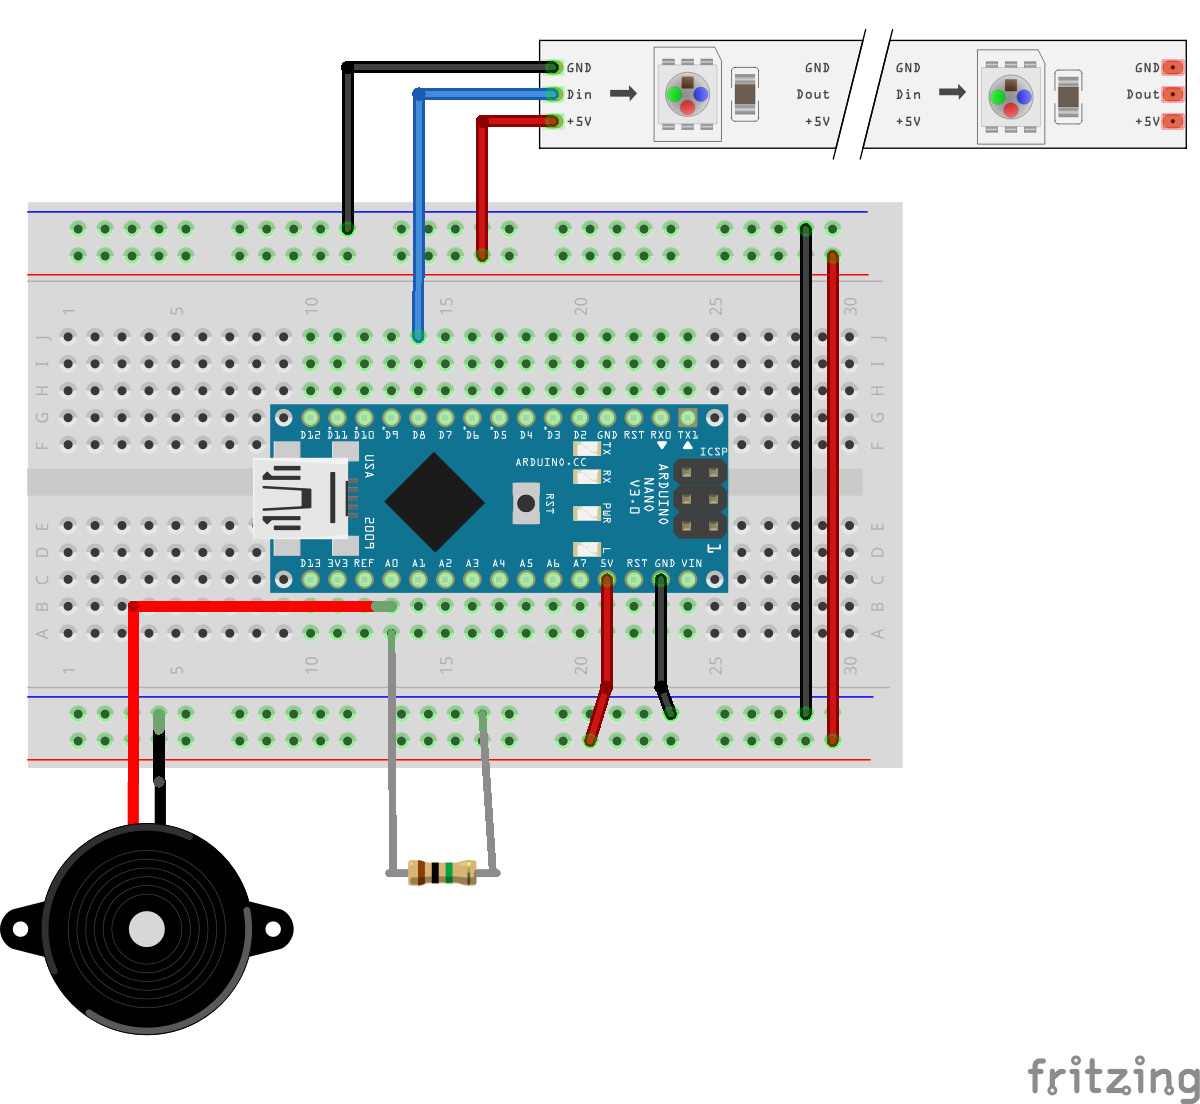 GND GND GND
Din Dout Din Dout
+5V +5V +5V +5V
1 5 10 15 20 25 30
J J
I I
H H
G G
F F
D12 D11 D10 D9 D8 D7 D6 D5 D4 D3 D2 GND RST RX0 TX1
ICSP
ARDUINO.CC
TX
RX
PWR
L
RST
USA
2009
ARDUINO
NANO
V3.0
1
E E
D D
C C
B B
A A
D13 3V3 REF A0 A1 A2 A3 A4 A5 A6 A7 5V RST GND VIN
1 5 10 15 20 25 30
fritzing